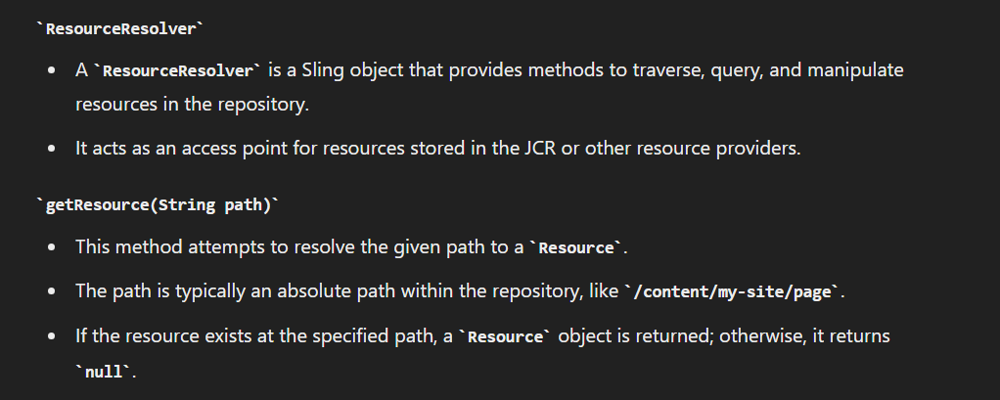 `ResourceResolver`
• A `ResourceResolver` is a Sling object that provides methods to traverse, query, and manipulate
resources in the repository.
• It acts as an access point for resources stored in the JCR or other resource providers.
`getResource(String path)`
• This method attempts to resolve the given path to a `Resource`.
• The path is typically an absolute path within the repository, like `/content/my-site/page`.
• If the resource exists at the specified path, a `Resource` object is returned; otherwise, it returns
`null`.